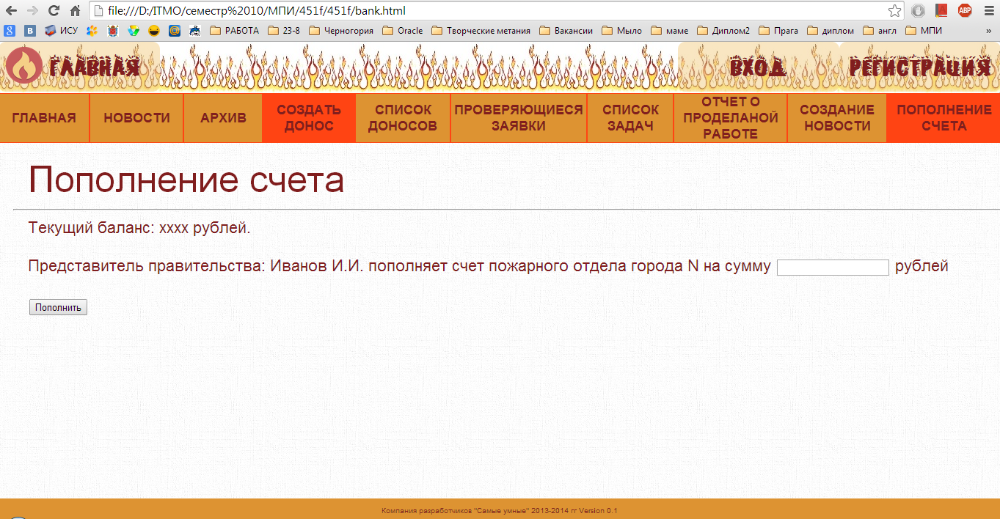 file:///D:/ITMO/семестр%2010/МПИ/451f/451f/bank.html
ABP
g B ИСУ РАБОТА 23-8 Черногория Oracle Творческие метания Вакансии Мыло маме Диплом2 Прага диплом англ МПИ »
ГЛАВНАЯ ВХОД РЕГИСТРАЦИЯ
ГЛАВНАЯ
НОВОСТИ
АРХИВ
СОЗДАТЬ
ДОНОС
СПИСОК
ДОНОСОВ
ПРОВЕРЯЮЩИЕСЯ
ЗАЯВКИ
СПИСОК
ЗАДАЧ
ОТЧЕТ О
ПРОДЕЛАНОЙ
РАБОТЕ
СОЗДАНИЕ
НОВОСТИ
ПОПОЛНЕНИЕ
СЧЕТА
Пополнение счета
Текущий баланс: xxxx рублей.
Представитель правительства: Иванов И.И. пополняет счет пожарного отдела города N на сумму рублей
Пополнить
Компания разработчиков "Самые умные" 2013-2014 гг Version 0.1